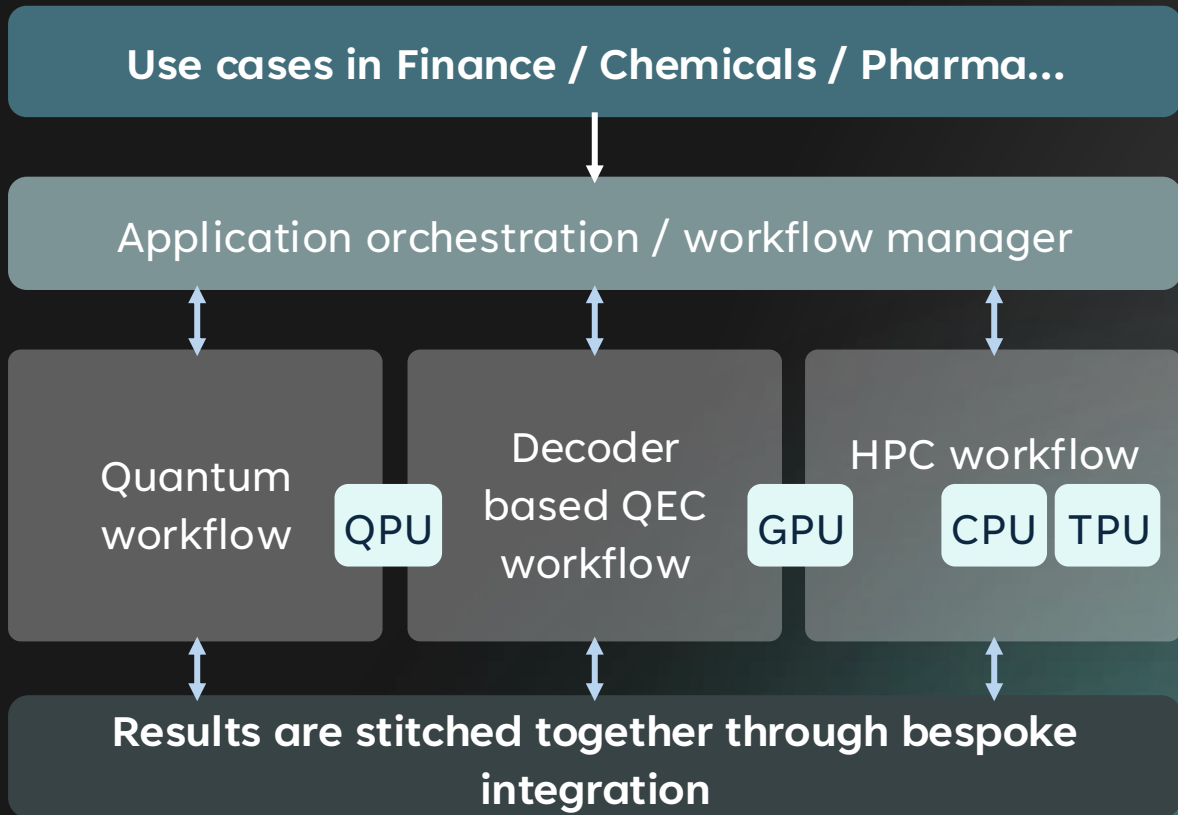 Use cases in Finance / Chemicals / Pharma...
Application orchestration / workflow manager
Quantum
workflow
QPU
Decoder
based QEC
workflow
GPU
HPC workflow
CPU
TPU
Results are stitched together through bespoke
integration